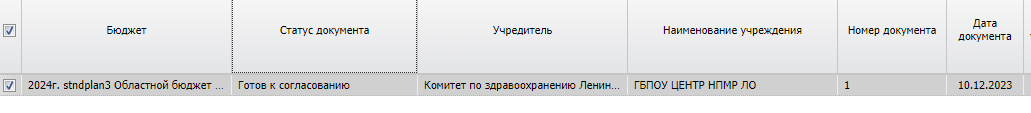 Бюджет
Статус документа
Учредитель
Наименование учреждения
Номер документа
Дата
документа
2024г. stndplan3 Областной бюджет ...
Готов к согласованию
Комитет по здравоохранению Ленин...
ГБПОУ ЦЕНТР НПМР ЛО
1
10.12.2023